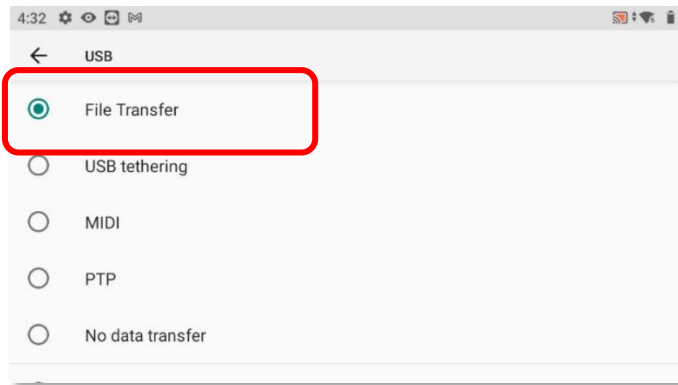 4:32
USB
File Transfer
USB tethering
MIDI
PTP
No data transfer